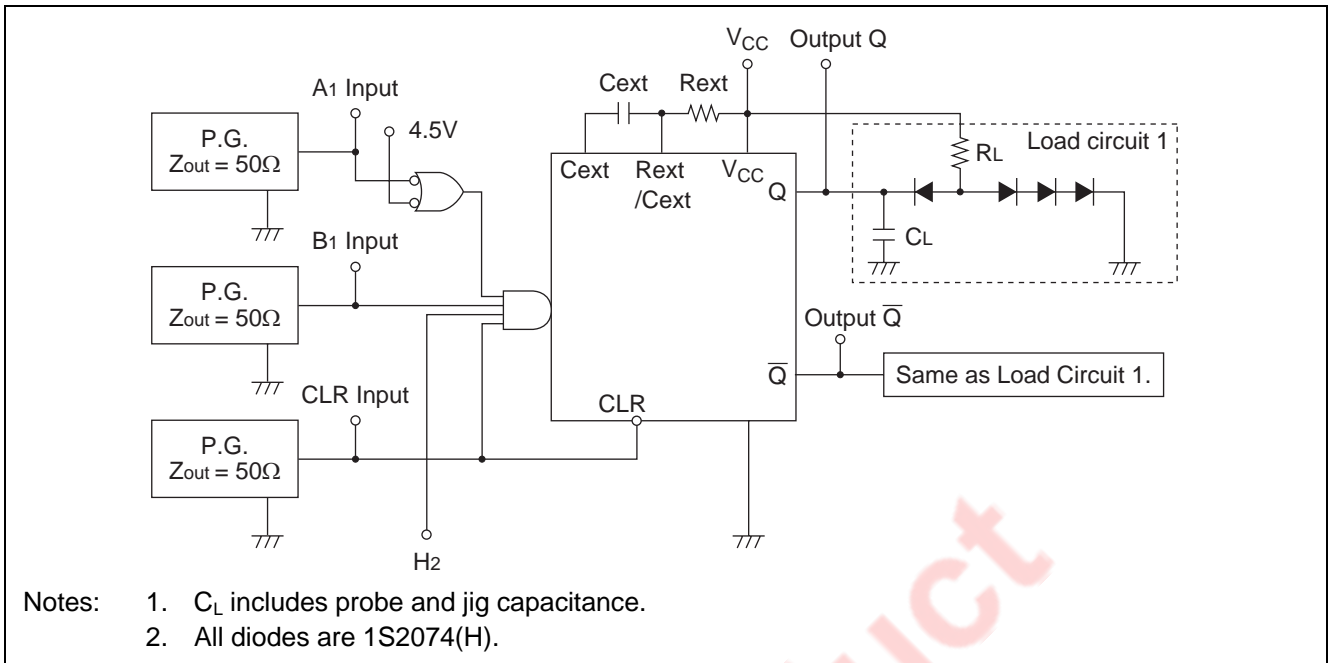 VCC Output Q
Cext Rext
A1 Input
4.5V
P.G.
Zout = 50Ω
Load circuit 1
RL
Cext Rext
/Cext
VCC
Q
CL
B1 Input
P.G.
Zout = 50Ω
Output Q̅
Q̅
Same as Load Circuit 1.
CLR Input
CLR
P.G.
Zout = 50Ω
H2
Notes: 1. CL includes probe and jig capacitance.
2. All diodes are 1S2074(H).